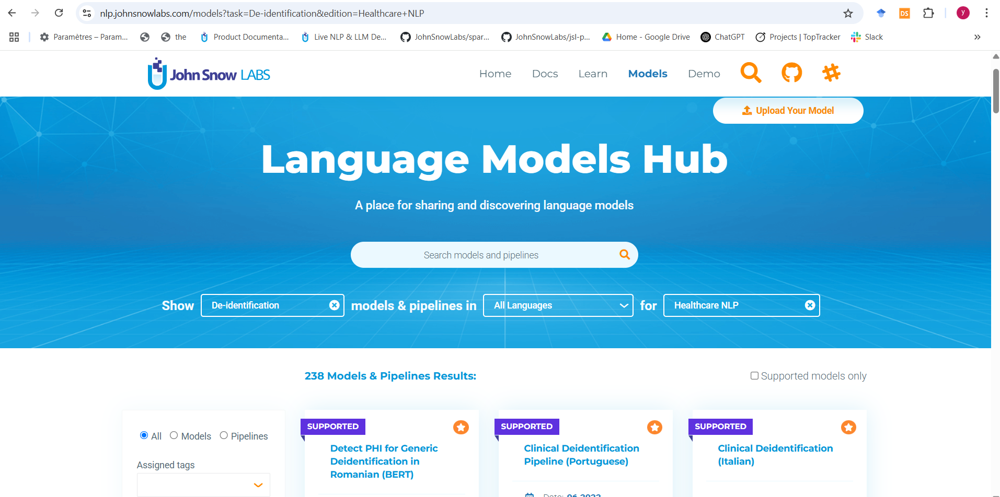 nlp.johnsnowlabs.com/models?task=De-identification&edition=Healthcare+NLP
DS
y
Paramètres – Param...
the
Product Documenta...
Live NLP & LLM De...
JohnSnowLabs/spar...
JohnSnowLabs/jsl-p...
Home - Google Drive
ChatGPT
Projects | TopTracker
Slack
John Snow LABS
Home
Docs
Learn
Models
Demo
Upload Your Model
Language Models Hub
A place for sharing and discovering language models
Search models and pipelines
Show De-identification models & pipelines in All Languages for Healthcare NLP
238 Models & Pipelines Results:
Supported models only
All Models Pipelines
Assigned tags
SUPPORTED
Detect PHI for Generic
Deidentification in
Romanian (BERT)
SUPPORTED
Clinical Deidentification
Pipeline (Portuguese)
Date: 06.2022
SUPPORTED
Clinical Deidentification
(Italian)